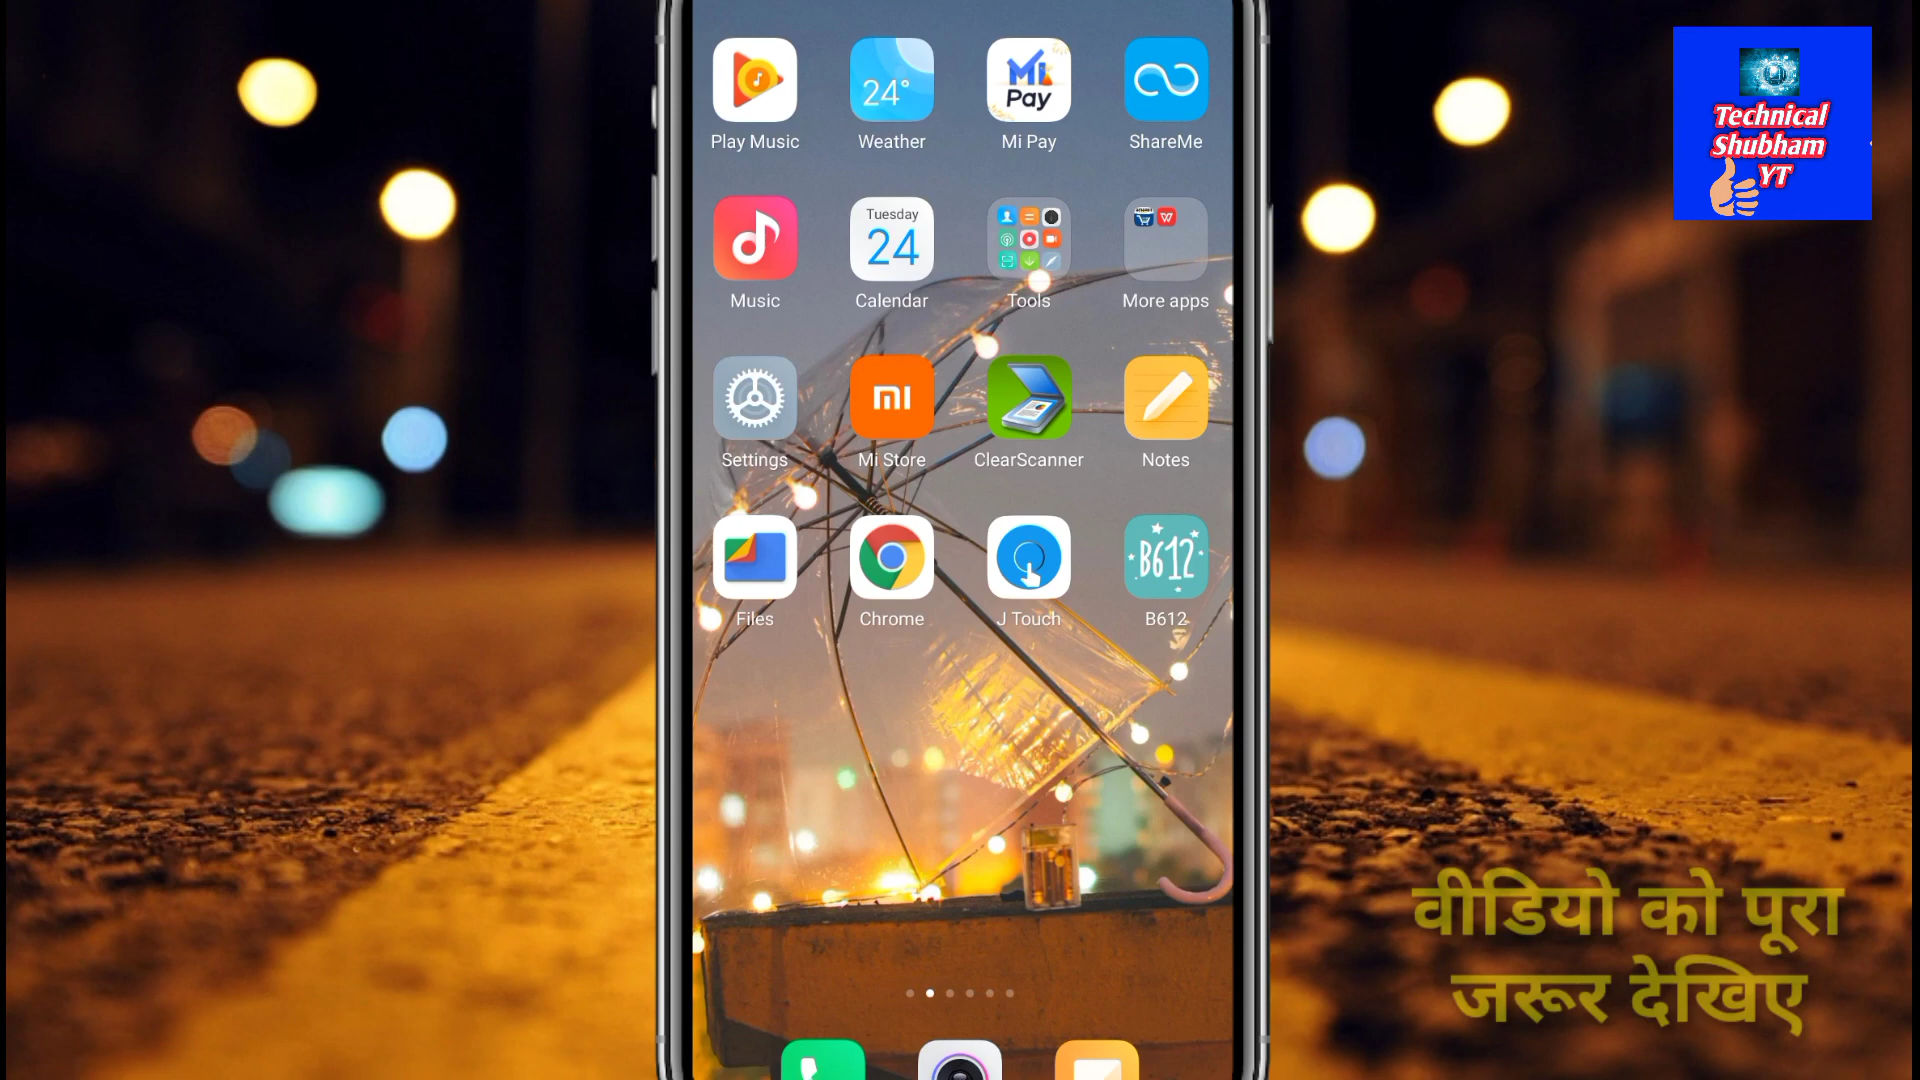 24°
Mi
Pay
Play Music
Weather
Mi Pay
ShareMe
Technical
Shubham
YT
Tuesday
24
Music
Calendar
Tools
More apps
mi
Settings
Mi Store
ClearScanner
Notes
B612
Files
Chrome
J Touch
B612
वीडियो को पूरा
जरूर देखिए